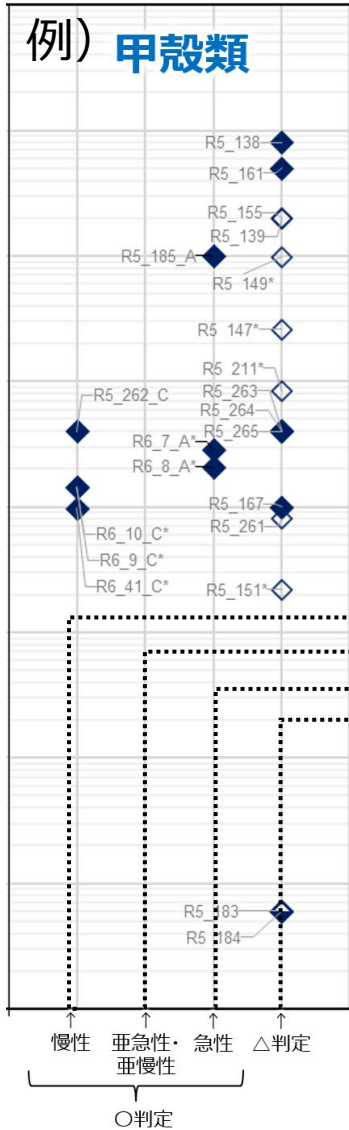 例）甲殻類
R5_138
R5_161
R5_155
R5_139
R5_185_A
R5_149*
R5_147*
R5_211*
R5_262_C
R5_263
R5_264
R5_265
R6_7_A*
R6_8_A*
R5_167
R5_261
R6_10_C*
R6_9_C*
R6_41_C*
R5_151*
R5_183
R5_184
↑ ↑ ↑ ↑
慢性 亜急性・ 急性 △判定
亜慢性
〇判定